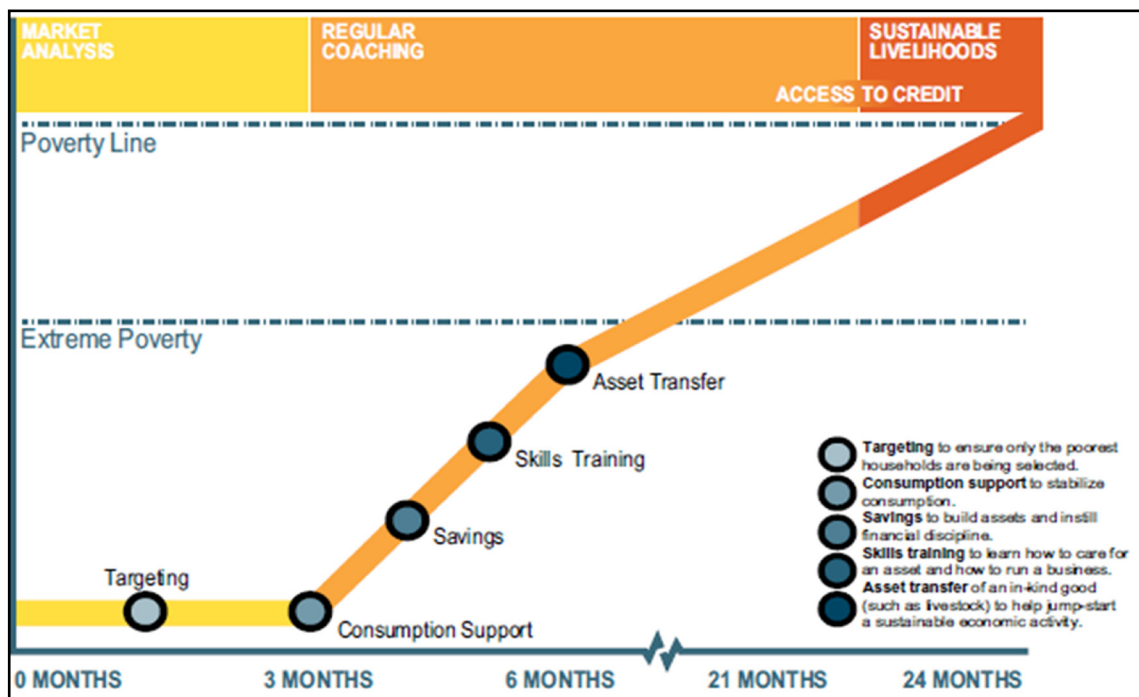 MARKET
ANALYSIS
REGULAR
COACHING
SUSTAINABLE
LIVELIHOODS
ACCESS TO CREDIT
Poverty Line
Extreme Poverty
Asset Transfer
Skills Training
Savings
Targeting
Consumption Support
Targeting to ensure only the poorest
households are being selected.
Consumption support to stabilize
consumption.
Savings to build assets and instill
financial discipline.
Skills training to learn how to care for
an asset and how to run a business.
Asset transfer of an in-kind good
(such as livestock) to help jump-start
a sustainable economic activity.
0 MONTHS
3 MONTHS
6 MONTHS
21 MONTHS
24 MONTHS